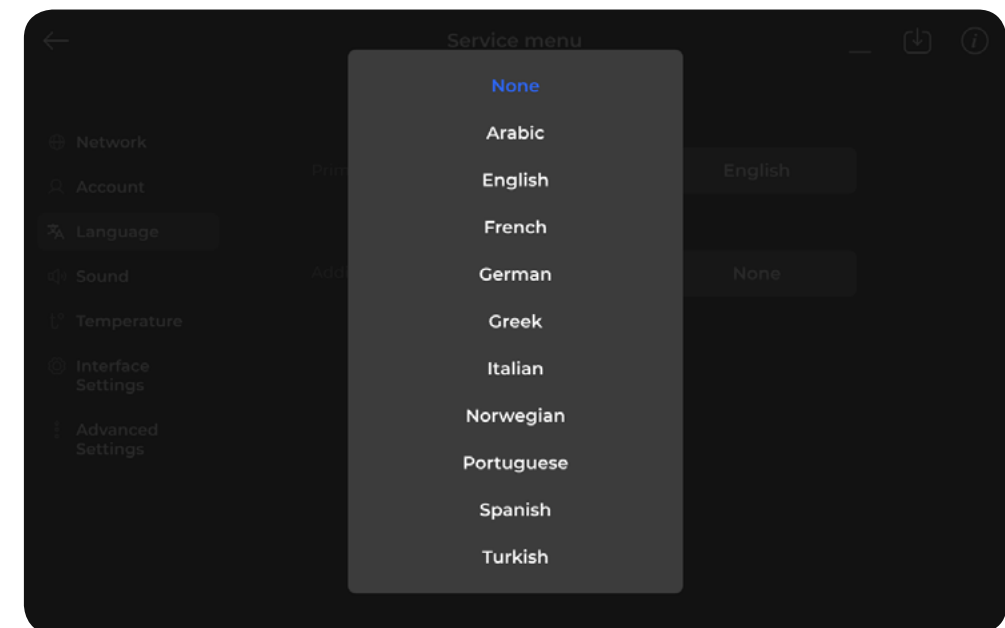 Service menu
None
Arabic
English
French
German
Greek
Italian
Norwegian
Portuguese
Spanish
Turkish
Network
Account
Language
Sound
Temperature
Interface
Settings
Advanced
Settings
English
None